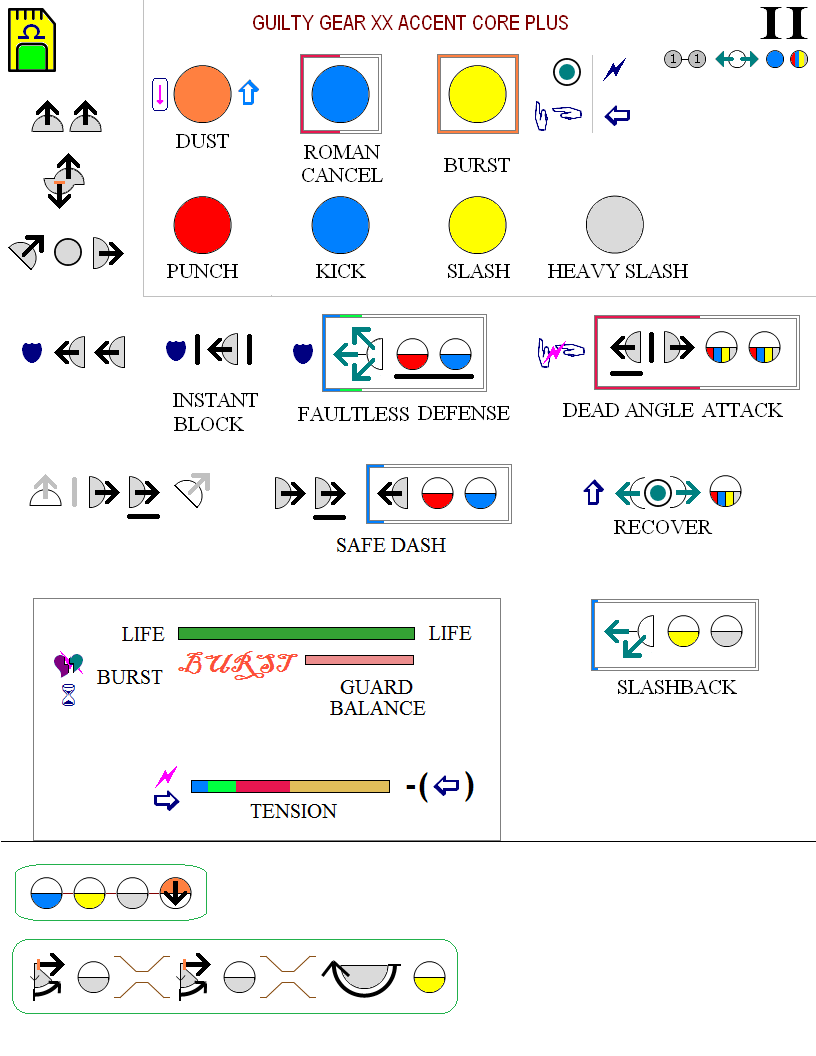 GUILTY GEAR XX ACCENT CORE PLUS
II
1 1
DUST
ROMAN
CANCEL
BURST
PUNCH
KICK
SLASH
HEAVY SLASH
INSTANT
BLOCK
FAULTLESS DEFENSE
DEAD ANGLE ATTACK
SAFE DASH
RECOVER
LIFE
LIFE
BURST
BURST
GUARD
BALANCE
SLASHBACK
-( )
TENSION